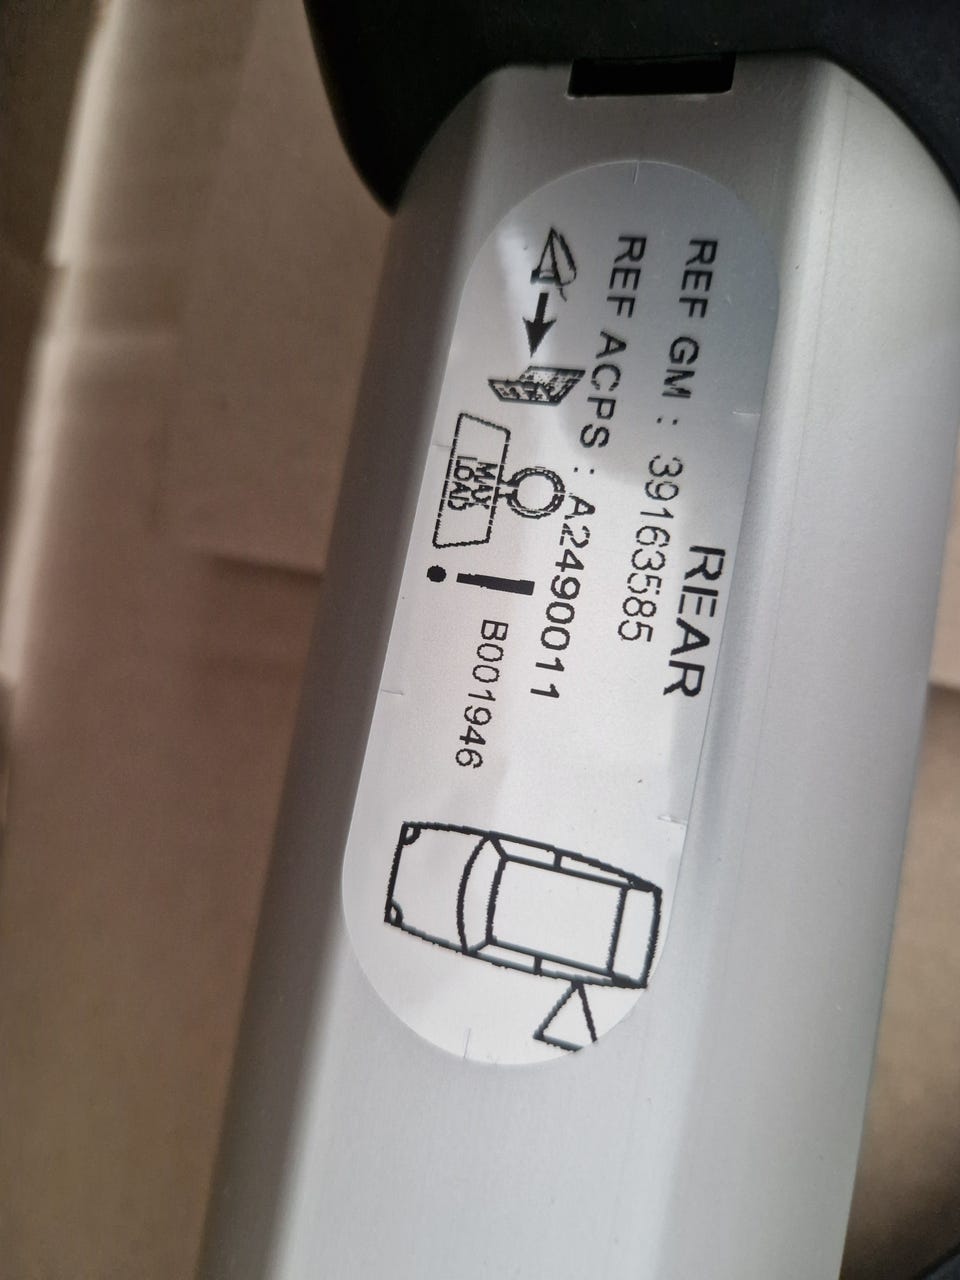 REAR
REF GM : 39163585
REF ACPS : A2490011
MAX
LOAD
! B001946